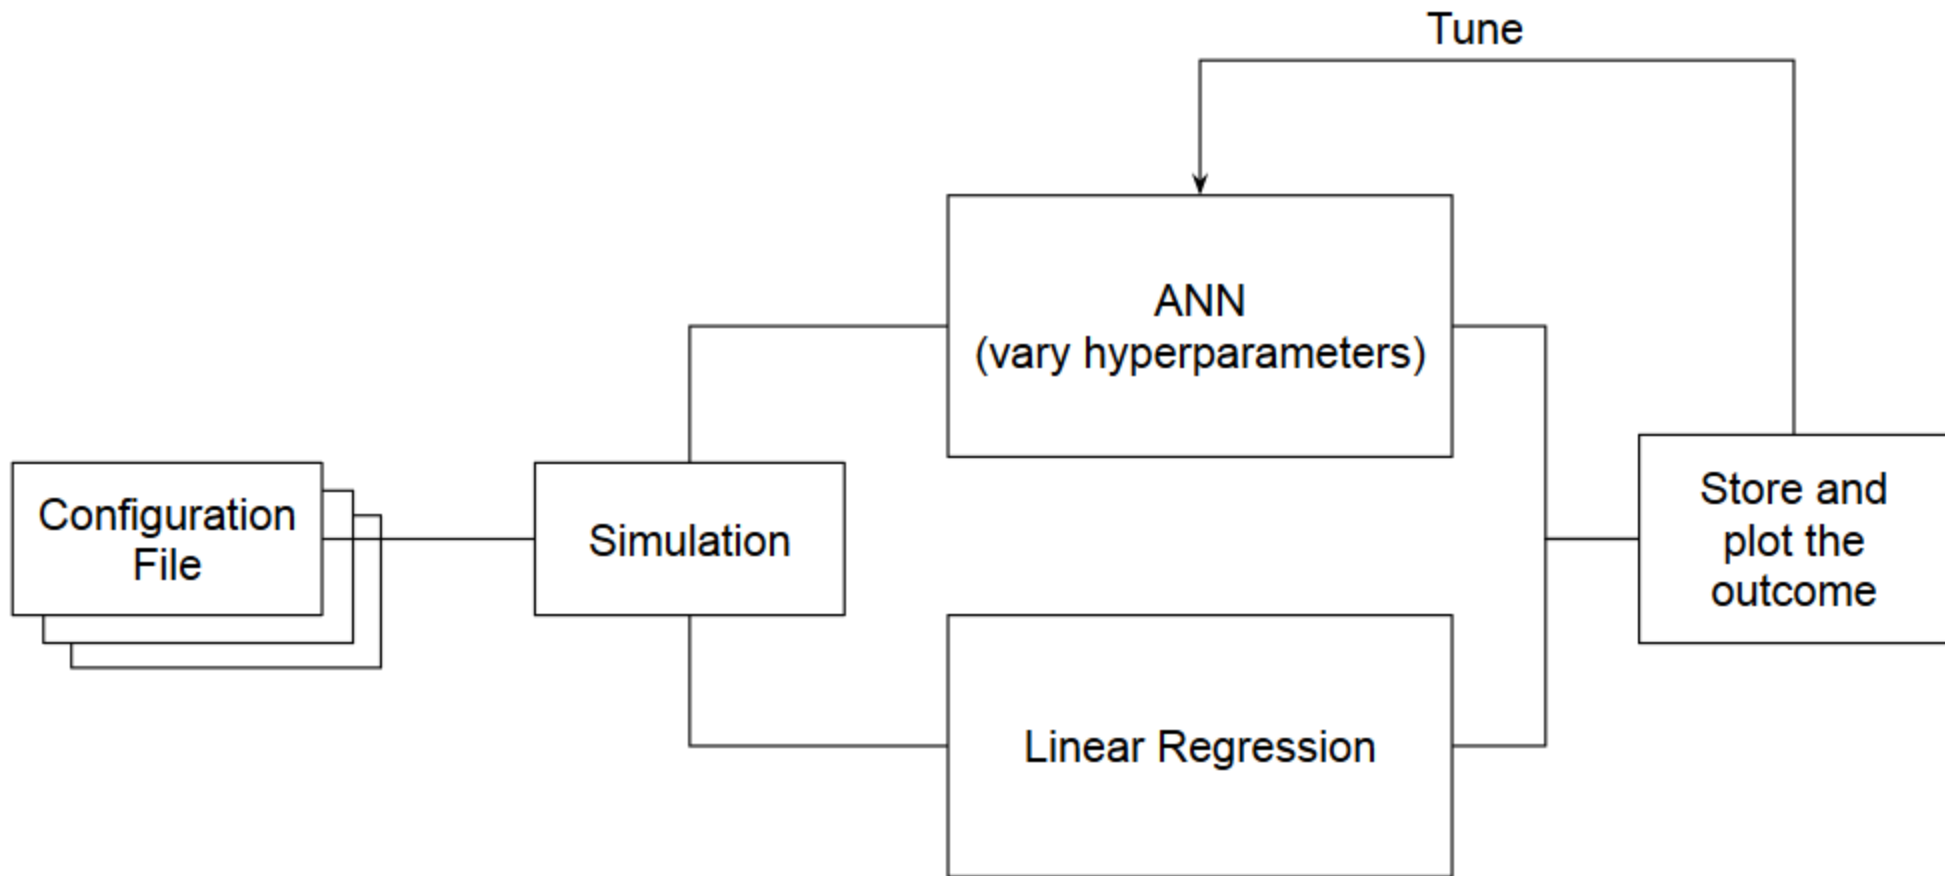 Tune
ANN
(vary hyperparameters)
Configuration
File
Simulation
Store and
plot the
outcome
Linear Regression